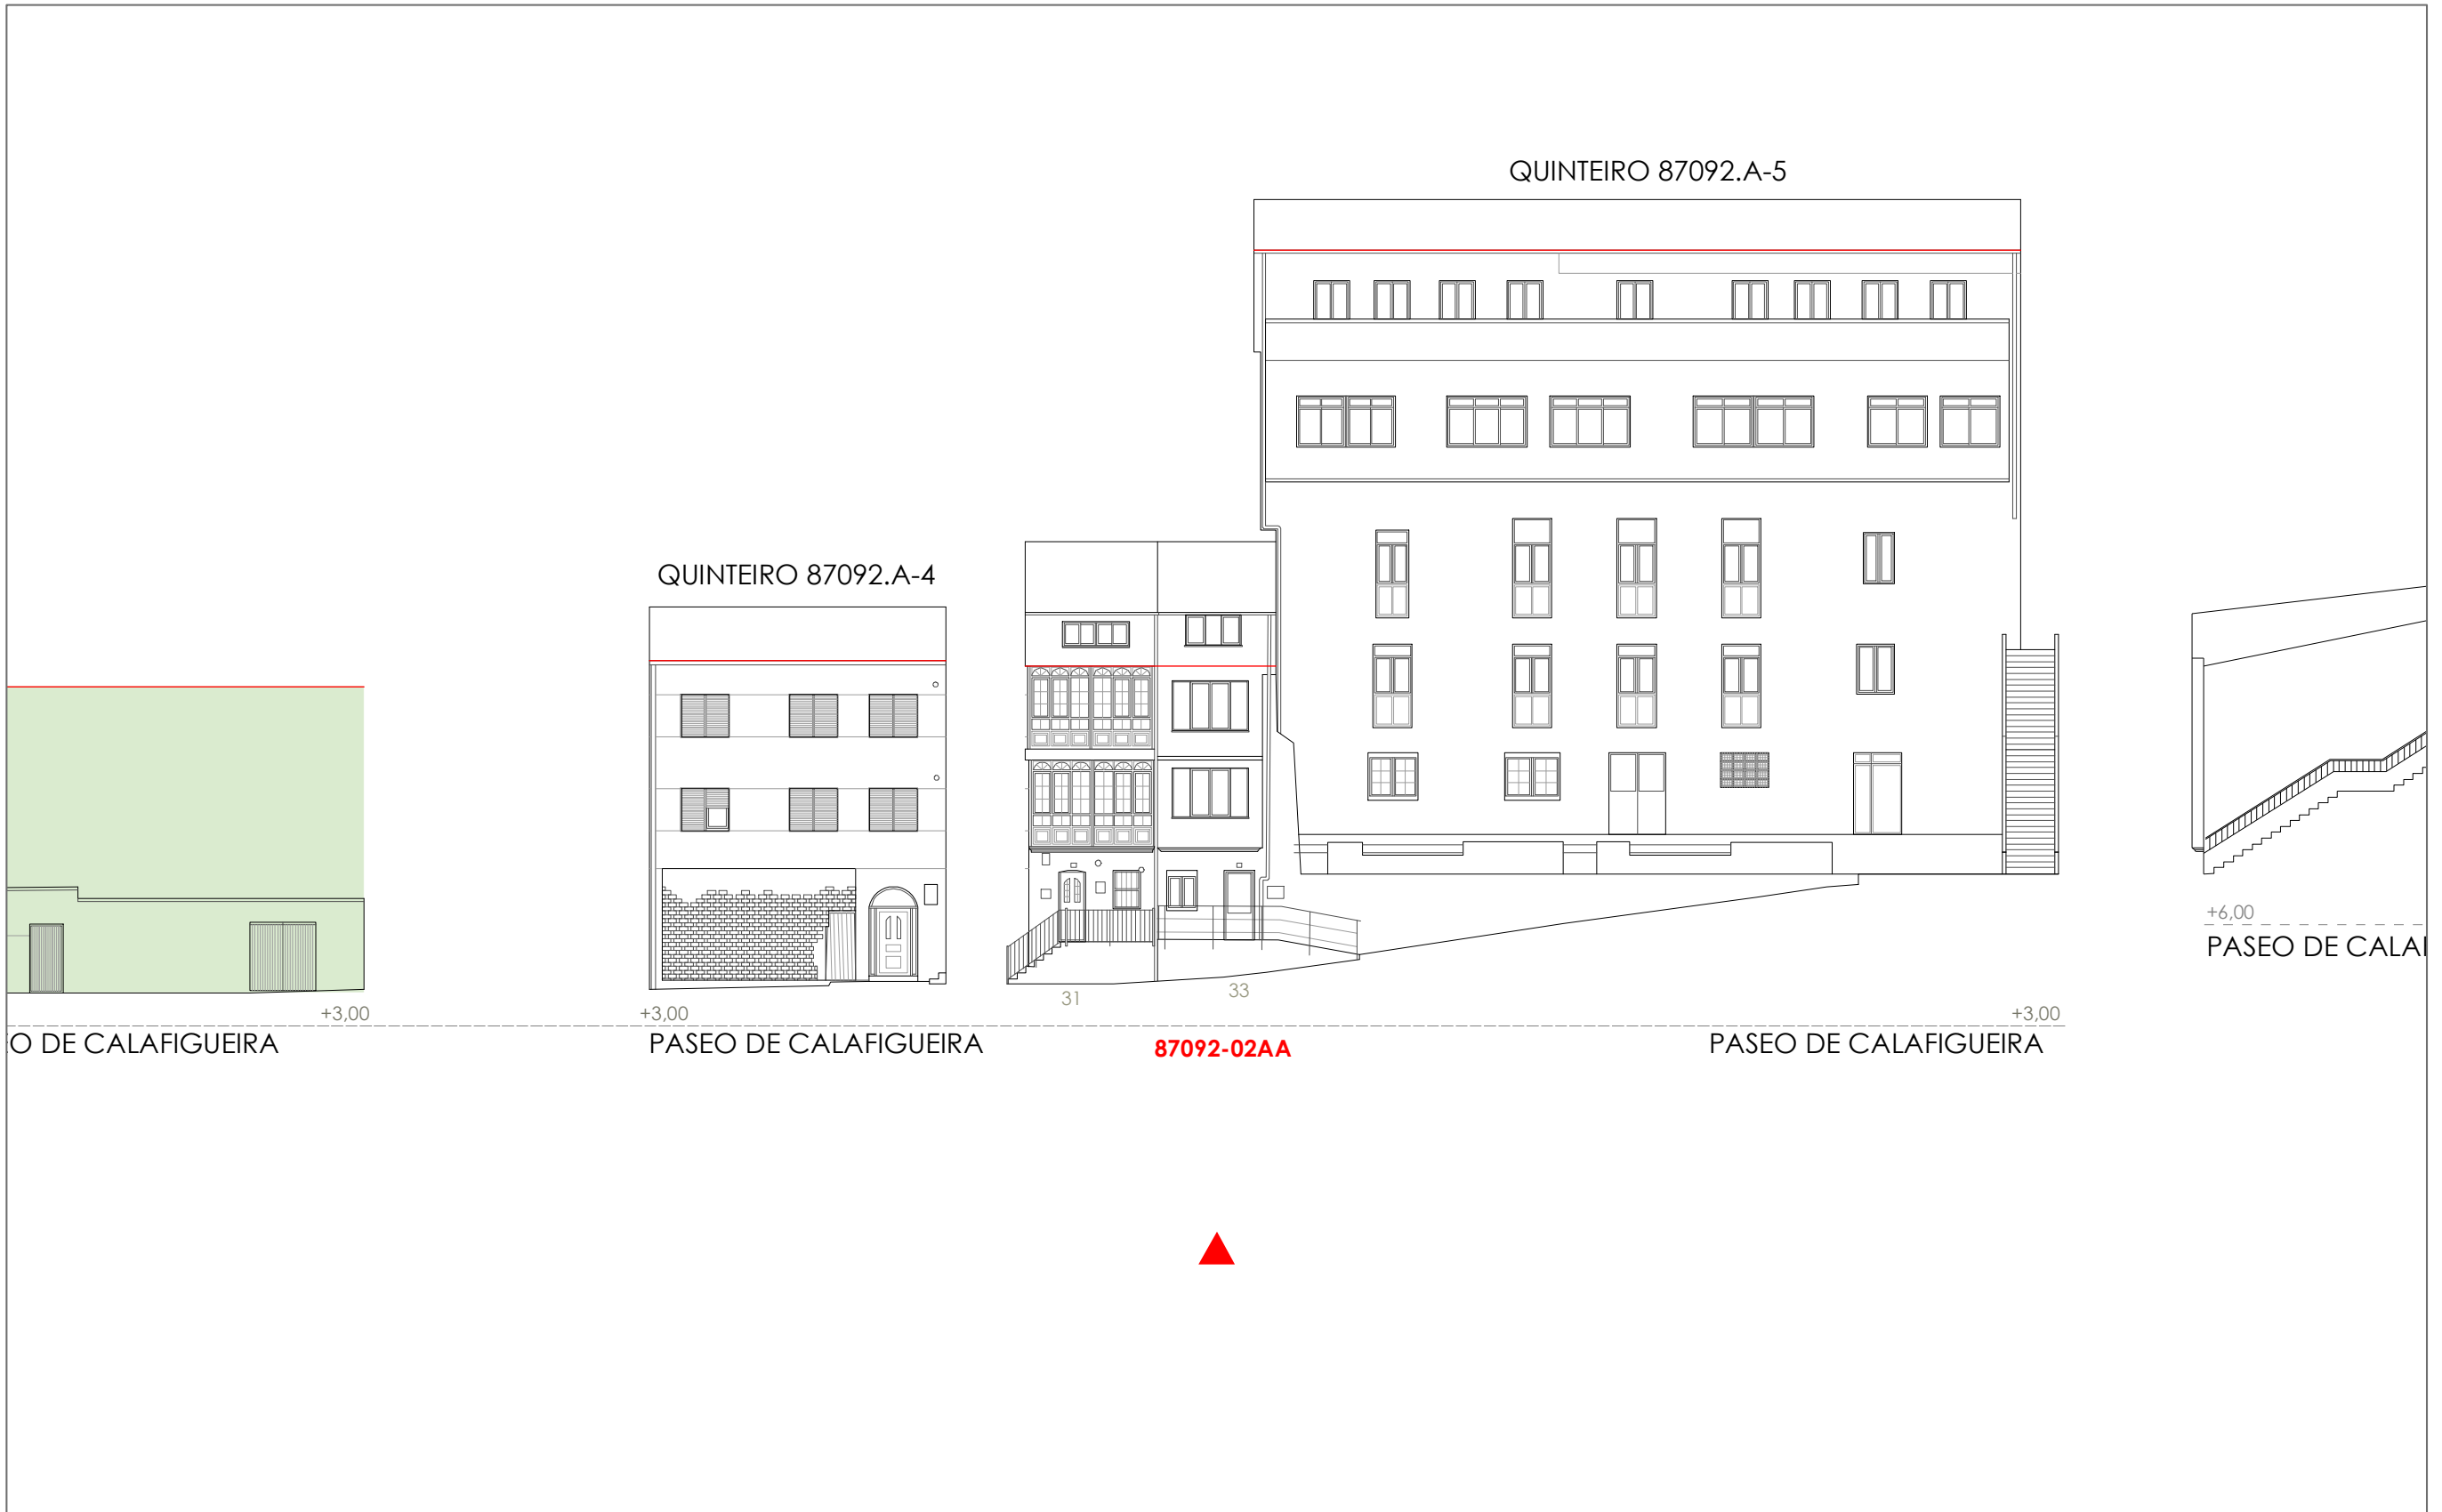 QUINTEIRO 87092.A-5
QUINTEIRO 87092.A-4
+6,00
PASEO DE CALAF
31
33
+3,00
+3,00
+3,00
O DE CALAFIGUEIRA
PASEO DE CALAFIGUEIRA
87092-02AA
PASEO DE CALAFIGUEIRA